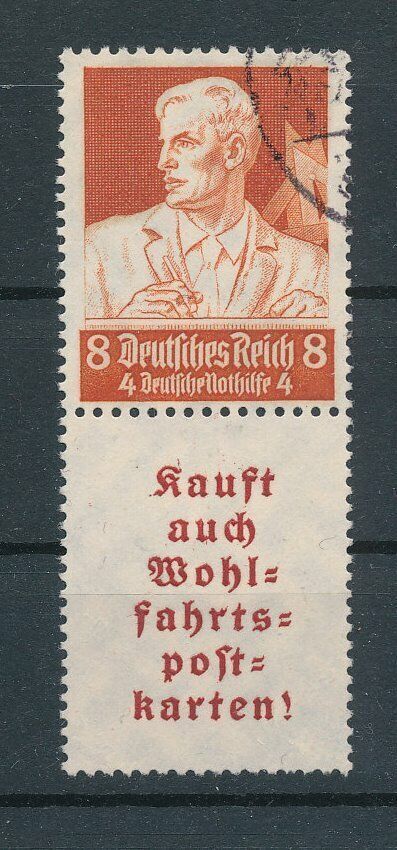 8 Deutsches Reich 8
4 Deutsche Nothilfe 4
Kauft
auch
Wohl=
fahrts=
post=
karten!